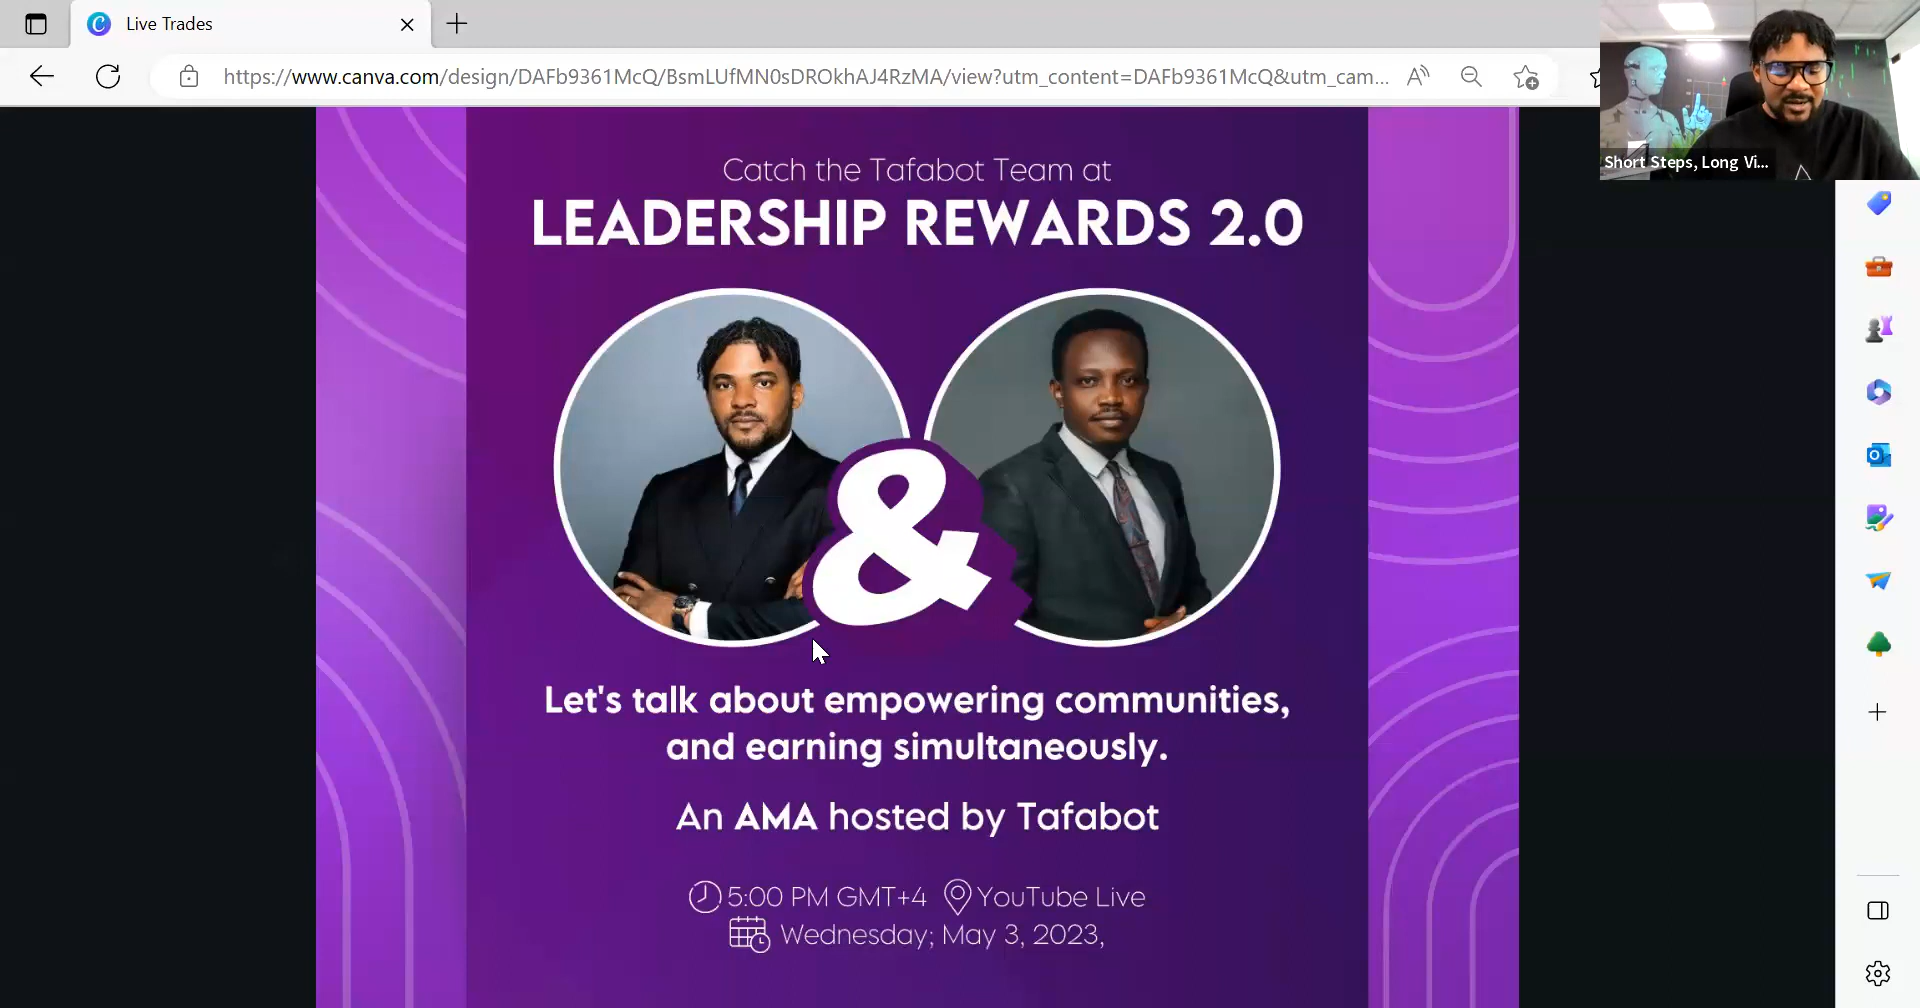 Live Trades
https://www.canva.com/design/DAFb9361McQ/BsmLUfMN0sDROkhAJ4RzMA/view?utm_content=DAFb9361McQ&utm_cam...
Short Steps, Long Vi...
Catch the Tafabot Team at
LEADERSHIP REWARDS 2.0
&
Let's talk about empowering communities,
and earning simultaneously.
An AMA hosted by Tafabot
5:00 PM GMT+4 YouTube Live
Wednesday; May 3, 2023,